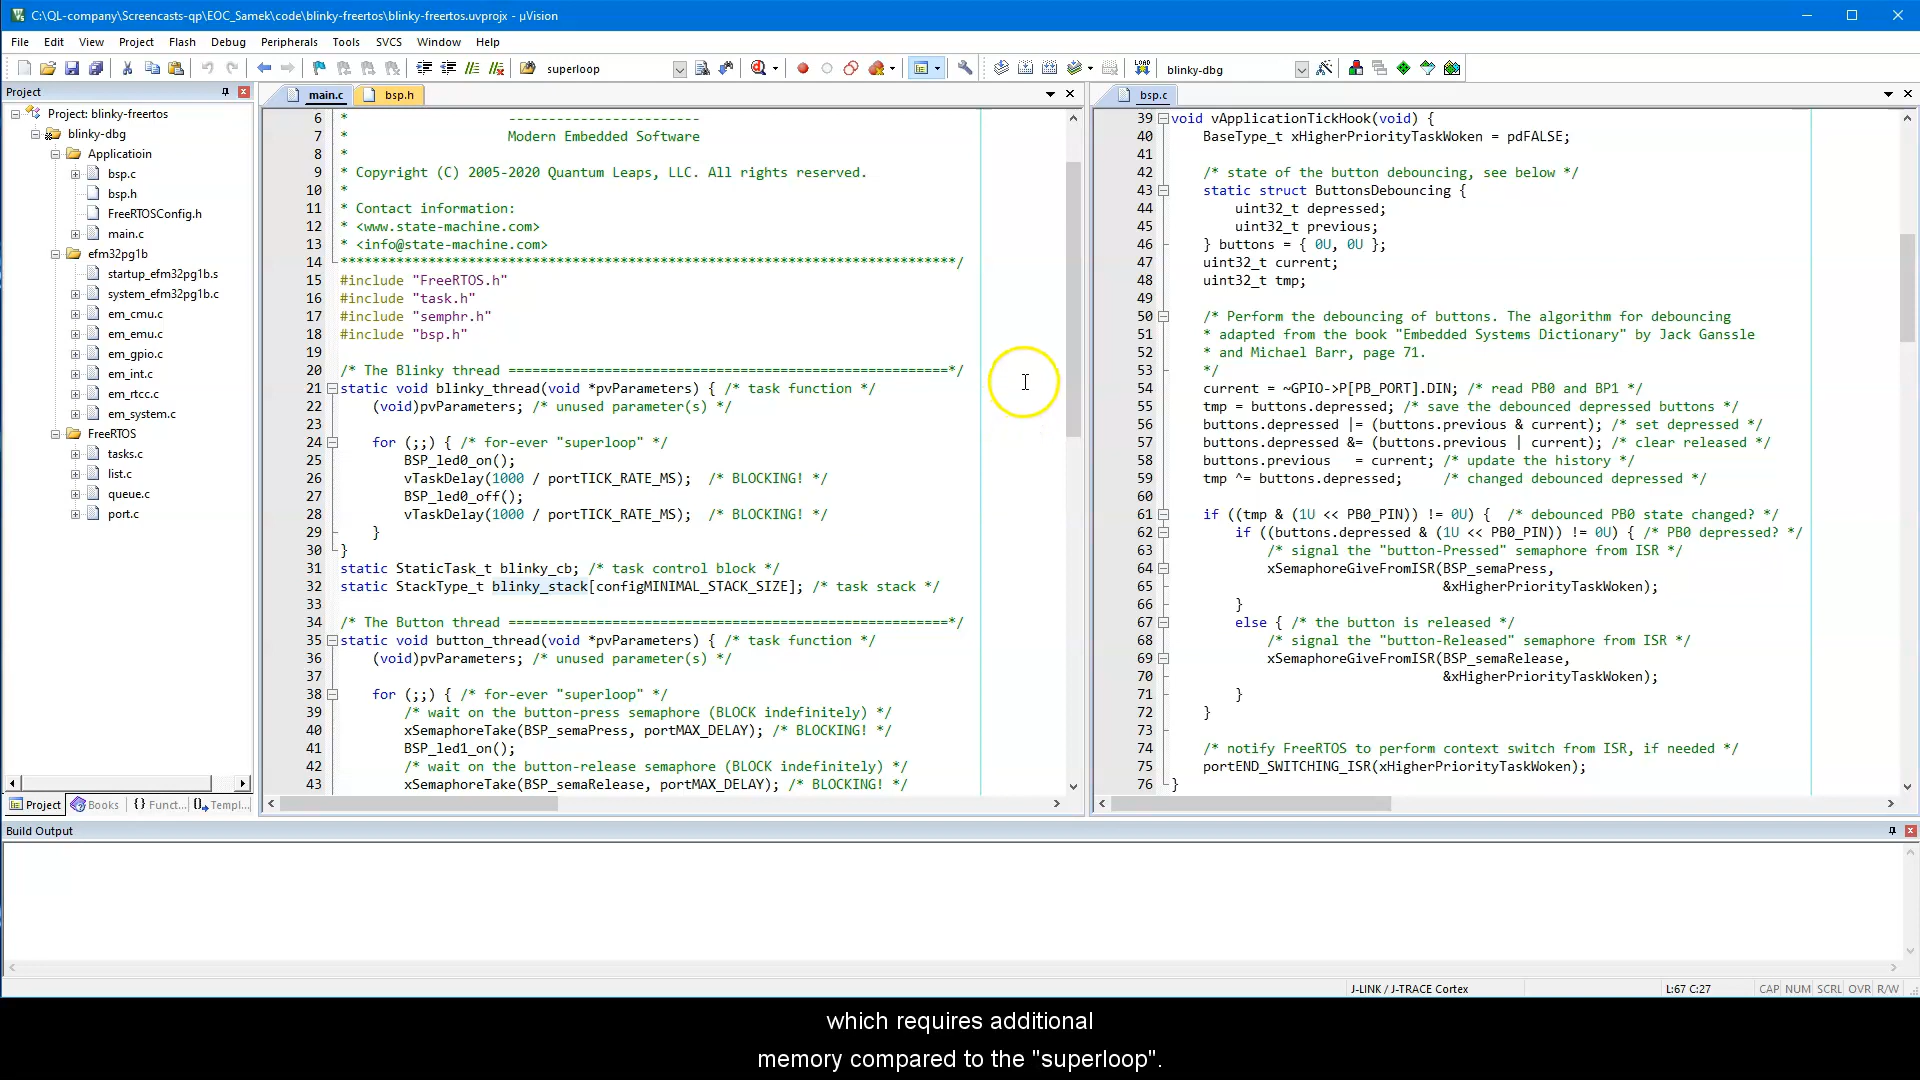 C:\QL-company\Screencasts-qp\EOC_Samek\code\blinky-freertos\blinky-freertos.uvprojx - µVision
File Edit View Project Flash Debug Peripherals Tools SVCS Window Help
superloop
LOAD
blinky-dbg
Project
Project: blinky-freertos
blinky-dbg
Applicatioin
bsp.c
bsp.h
FreeRTOSConfig.h
main.c
efm32pg1b
startup_efm32pg1b.s
system_efm32pg1b.c
em_cmu.c
em_emu.c
em_gpio.c
em_int.c
em_rtcc.c
em_system.c
FreeRTOS
tasks.c
list.c
queue.c
port.c
Project Books {} Funct... Templ...
main.c bsp.h
6 * ------------------------
7 Modern Embedded Software
8 *
9 * Copyright (C) 2005-2020 Quantum Leaps, LLC. All rights reserved.
10 *
11 * Contact information:
12 * <www.state-machine.com>
13 * <info@state-machine.com>
14 *****************************************************************************/
15 #include "FreeRTOS.h"
16 #include "task.h"
17 #include "semphr.h"
18 #include "bsp.h"
19
20 /* The Blinky thread =======================================================*/
21 static void blinky_thread(void *pvParameters) { /* task function */
22 (void)pvParameters; /* unused parameter(s) */
23
24 for (;;) { /* for-ever "superloop" */
25 BSP_led0_on();
26 vTaskDelay(1000 / portTICK_RATE_MS); /* BLOCKING! */
27 BSP_led0_off();
28 vTaskDelay(1000 / portTICK_RATE_MS); /* BLOCKING! */
29 }
30 }
31 static StaticTask_t blinky_cb; /* task control block */
32 static StackType_t blinky_stack[configMINIMAL_STACK_SIZE]; /* task stack */
33
34 /* The Button thread =======================================================*/
35 static void button_thread(void *pvParameters) { /* task function */
36 (void)pvParameters; /* unused parameter(s) */
37
38 for (;;) { /* for-ever "superloop" */
39 /* wait on the button-press semaphore (BLOCK indefinitely) */
40 xSemaphoreTake(BSP_semaPress, portMAX_DELAY); /* BLOCKING! */
41 BSP_led1_on();
42 /* wait on the button-release semaphore (BLOCK indefinitely) */
43 xSemaphoreTake(BSP_semaRelease, portMAX_DELAY); /* BLOCKING! */
bsp.c
39 void vApplicationTickHook(void) {
40 BaseType_t xHigherPriorityTaskWoken = pdFALSE;
41
42 /* state of the button debouncing, see below */
43 static struct ButtonsDebouncing {
44 uint32_t depressed;
45 uint32_t previous;
46 } buttons = { 0U, 0U };
47 uint32_t current;
48 uint32_t tmp;
49
50 /* Perform the debouncing of buttons. The algorithm for debouncing
51 * adapted from the book "Embedded Systems Dictionary" by Jack Ganssle
52 * and Michael Barr, page 71.
53 */
54 current = ~GPIO->P[PB_PORT].DIN; /* read PB0 and BP1 */
55 tmp = buttons.depressed; /* save the debounced depressed buttons */
56 buttons.depressed |= (buttons.previous & current); /* set depressed */
57 buttons.depressed &= (buttons.previous | current); /* clear released */
58 buttons.previous = current; /* update the history */
59 tmp ^= buttons.depressed; /* changed debounced depressed */
60
61 if ((tmp & (1U << PB0_PIN)) != 0U) { /* debounced PB0 state changed? */
62 if ((buttons.depressed & (1U << PB0_PIN)) != 0U) { /* PB0 depressed? */
63 /* signal the "button-Pressed" semaphore from ISR */
64 xSemaphoreGiveFromISR(BSP_semaPress,
65 &xHigherPriorityTaskWoken);
66 }
67 else { /* the button is released */
68 /* signal the "button-Released" semaphore from ISR */
69 xSemaphoreGiveFromISR(BSP_semaRelease,
70 &xHigherPriorityTaskWoken);
71 }
72 }
73
74 /* notify FreeRTOS to perform context switch from ISR, if needed */
75 portEND_SWITCHING_ISR(xHigherPriorityTaskWoken);
76 }
Build Output
J-LINK / J-TRACE Cortex L:67 C:27 CAP NUM SCRL OVR R/W
which requires additional
memory compared to the "superloop".